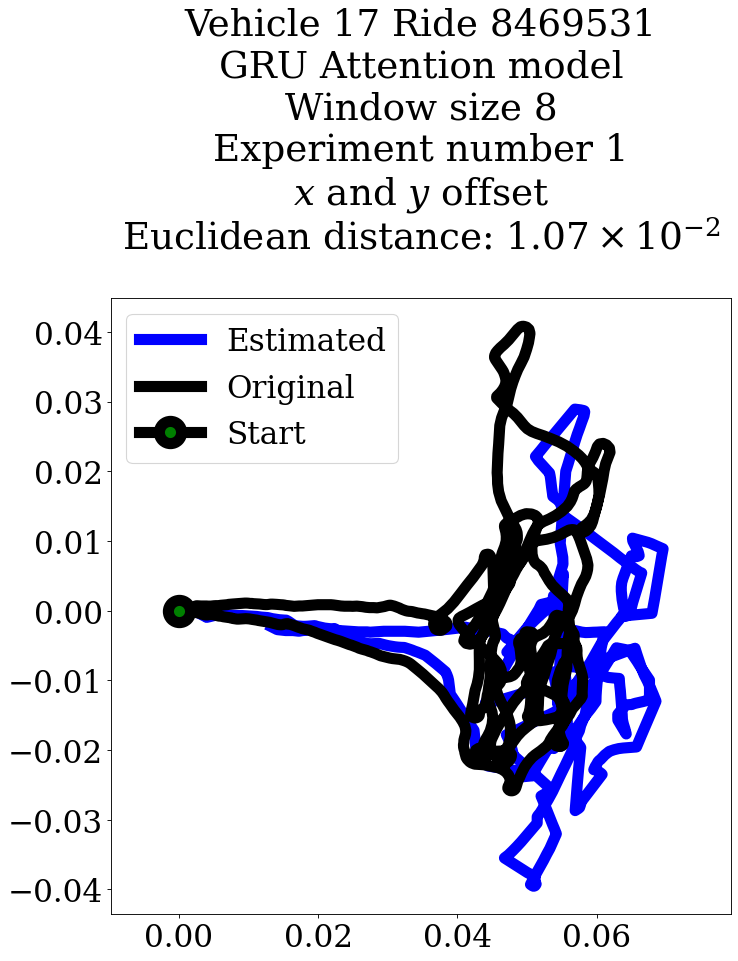 Vehicle 17 Ride 8469531
GRU Attention model
Window size 8
Experiment number 1
x and y offset
Euclidean distance: 1.07 × 10⁻²
Estimated
Original
Start
0.04
0.03
0.02
0.01
0.00
−0.01
−0.02
−0.03
−0.04
0.00 0.02 0.04 0.06